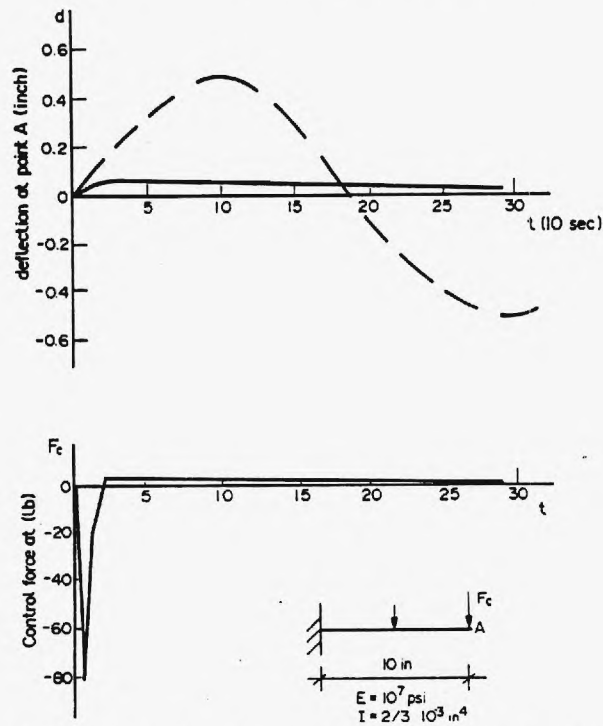 d
deflection at point A (inch)
0.6
0.4
0.2
0
-0.2
-0.4
-0.6
5
10
15
20
25
30
t (10 sec)
Fc
Control force at (lb)
0
-20
-40
-60
-80
5
10
15
20
25
30
t
Fc
A
10 in
E = 10⁷ psi
I = 2/3 10⁻³ in⁴